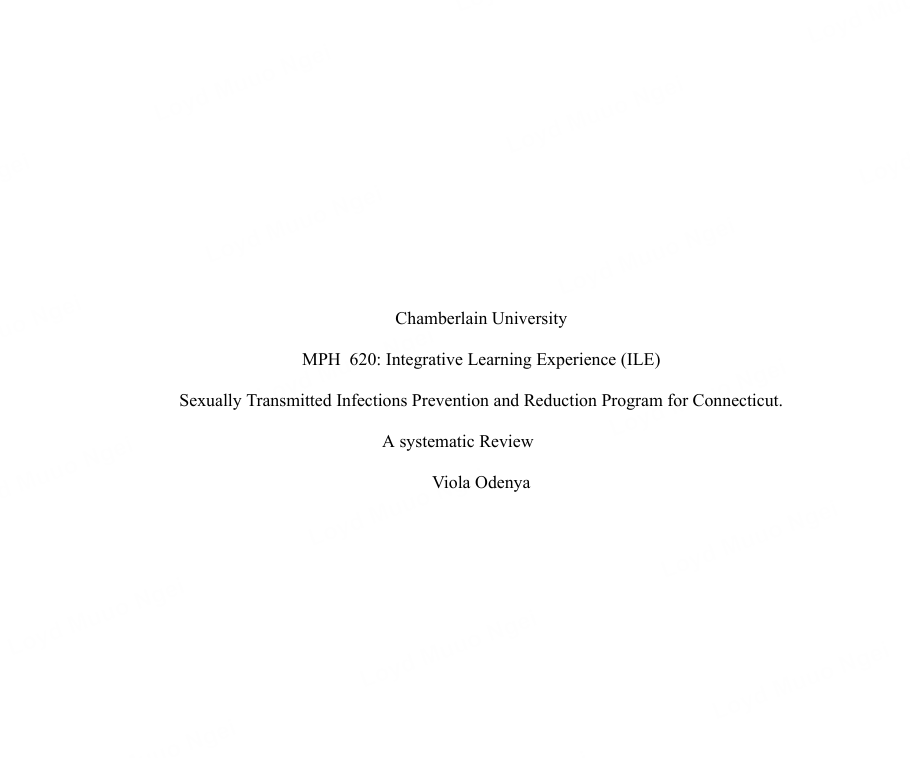 Chamberlain University
MPH  620: Integrative Learning Experience (ILE)
Sexually Transmitted Infections Prevention and Reduction Program for Connecticut.
A systematic Review
Viola Odenya